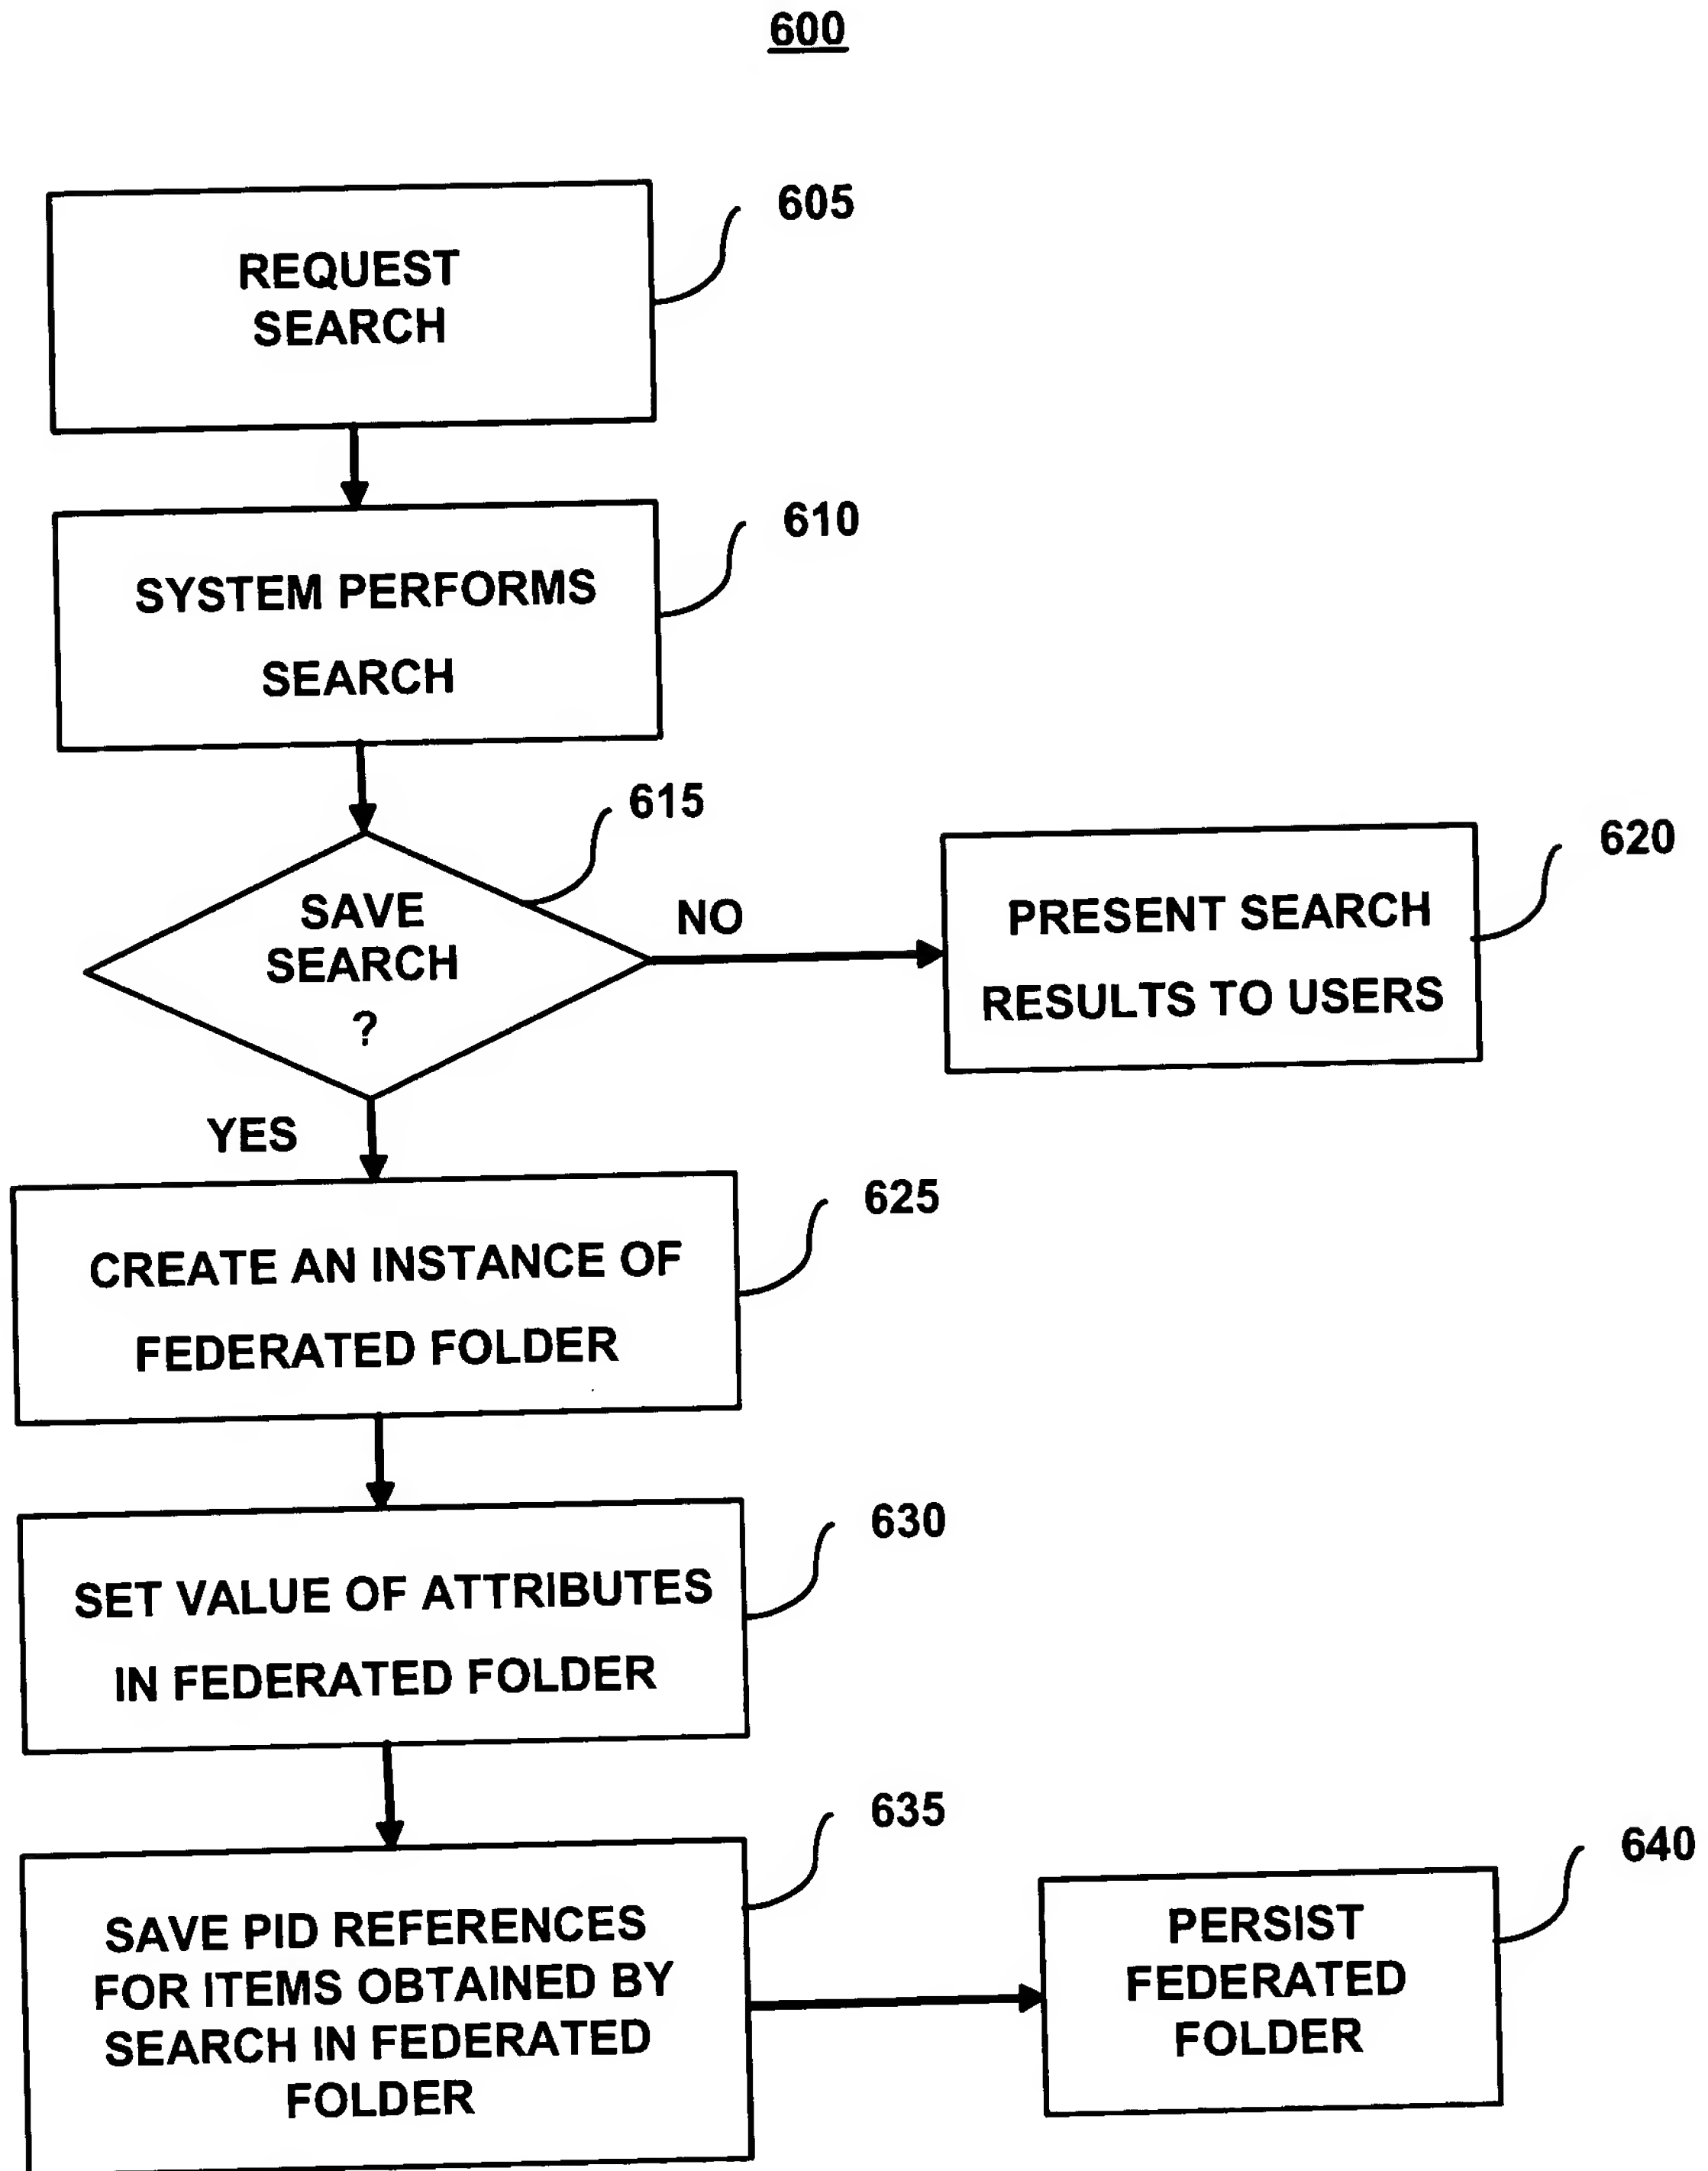 600
605
REQUEST
SEARCH
610
SYSTEM PERFORMS
SEARCH
615
SAVE
SEARCH
?
NO
620
PRESENT SEARCH
RESULTS TO USERS
YES
625
CREATE AN INSTANCE OF
FEDERATED FOLDER
630
SET VALUE OF ATTRIBUTES
IN FEDERATED FOLDER
635
SAVE PID REFERENCES
FOR ITEMS OBTAINED BY
SEARCH IN FEDERATED
FOLDER
640
PERSIST
FEDERATED
FOLDER